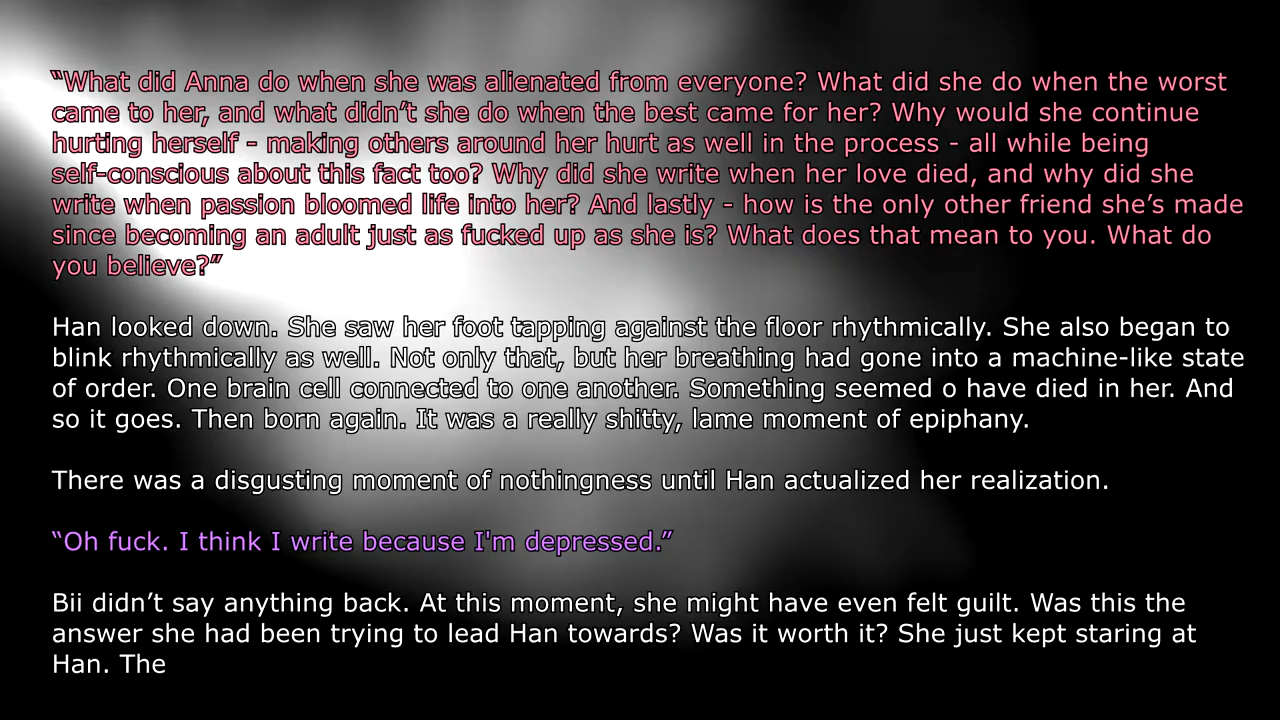 “What did Anna do when she was alienated from everyone? What did she do when the worst
came to her, and what didn’t she do when the best came for her? Why would she continue
hurting herself - making others around her hurt as well in the process - all while being
self-conscious about this fact too? Why did she write when her love died, and why did she
write when passion bloomed life into her? And lastly - how is the only other friend she’s made
since becoming an adult just as fucked up as she is? What does that mean to you. What do
you believe?”
Han looked down. She saw her foot tapping against the floor rhythmically. She also began to
blink rhythmically as well. Not only that, but her breathing had gone into a machine-like state
of order. One brain cell connected to one another. Something seemed o have died in her. And
so it goes. Then born again. It was a really shitty, lame moment of epiphany.
There was a disgusting moment of nothingness until Han actualized her realization.
“Oh fuck. I think I write because I'm depressed.”
Bii didn’t say anything back. At this moment, she might have even felt guilt. Was this the
answer she had been trying to lead Han towards? Was it worth it? She just kept staring at
Han. The